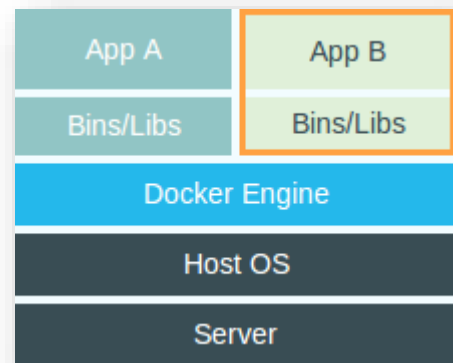 App A
App B
Bins/Libs
Bins/Libs
Docker Engine
Host OS
Server